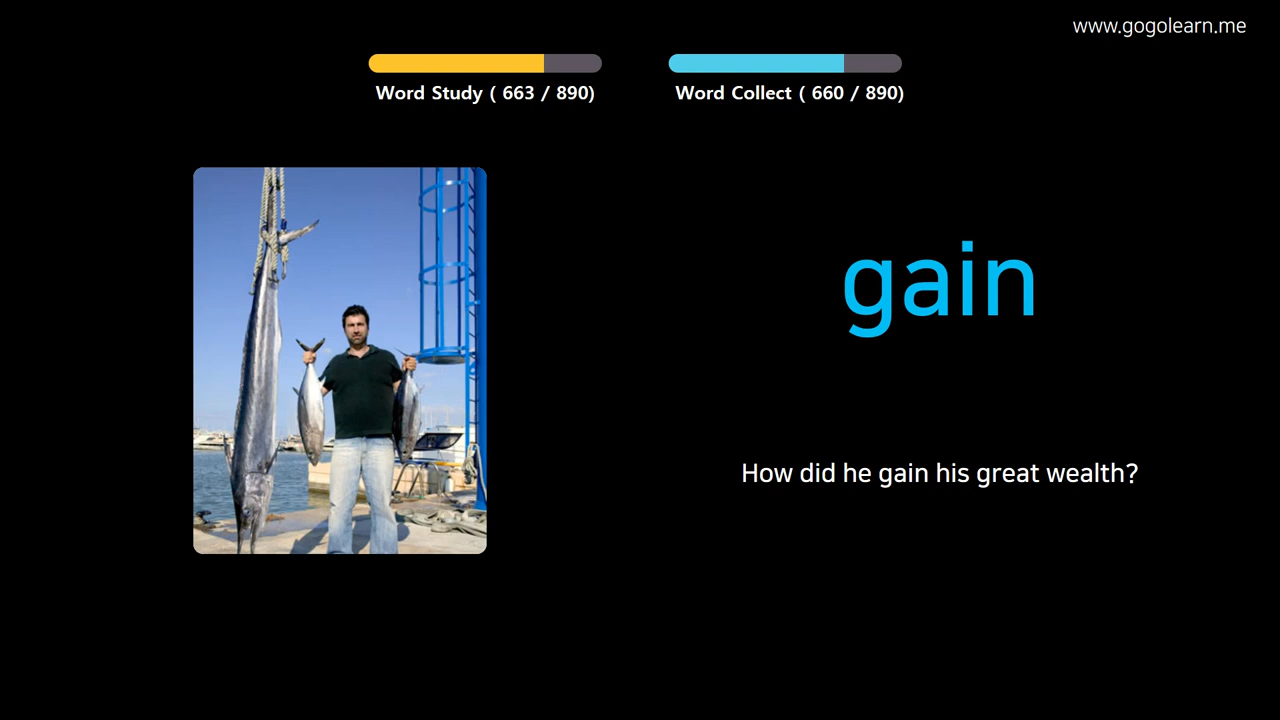 www.gogolearn.me
Word Study ( 663 / 890)
Word Collect ( 660 / 890)
gain
How did he gain his great wealth?